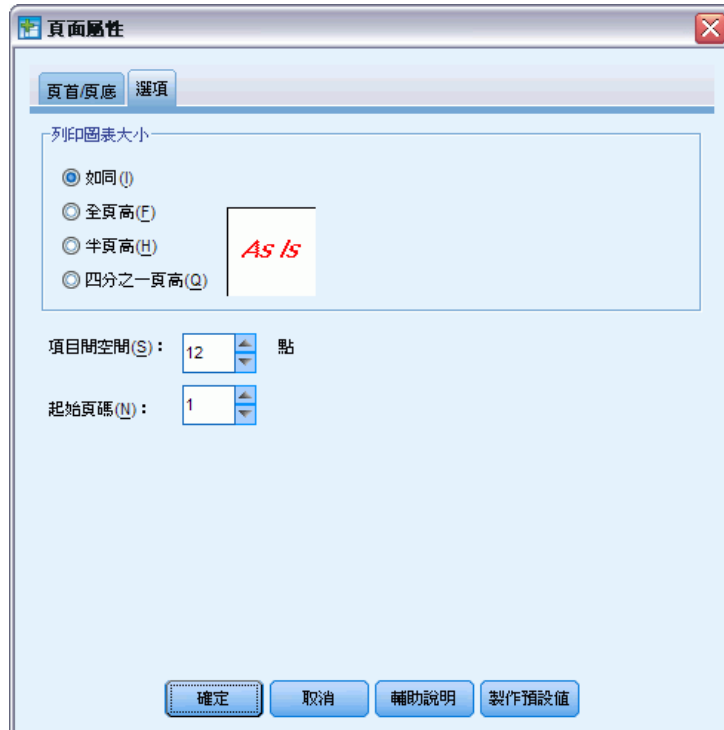 頁面屬性
頁首/頁底 選項
列印圖表大小
如同(I)
全頁高(F)
半頁高(H)
四分之一頁高(Q)
As Is
項目間空間(S): 12 點
起始頁碼(N): 1
確定 取消 輔助說明 製作預設值